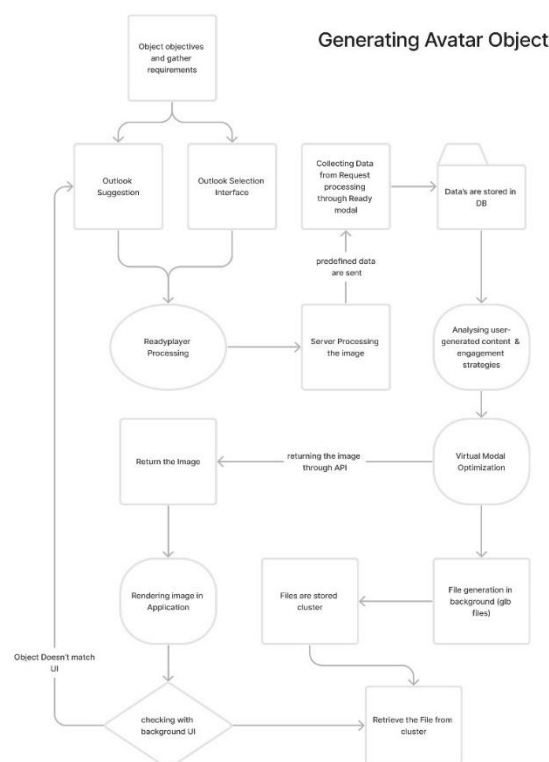 Generating Avatar Object
Object objectives
and gather
requirements
Outlook
Suggestion
Outlook Selection
Interface
Collecting Data
from Request
processing
through Ready
modal
Data's are stored in
DB
predefined data
are sent
Readyplayer
Processing
Server Processing
the image
Analysing user-
generated content &
engagement
strategies
Return the Image
returning the image
through API
Virtual Modal
Optimization
Rendering image in
Application
Files are stored
cluster
File generation in
background (glb
files)
Object Doesn't match
UI
checking with
background UI
Retrieve the File from
cluster